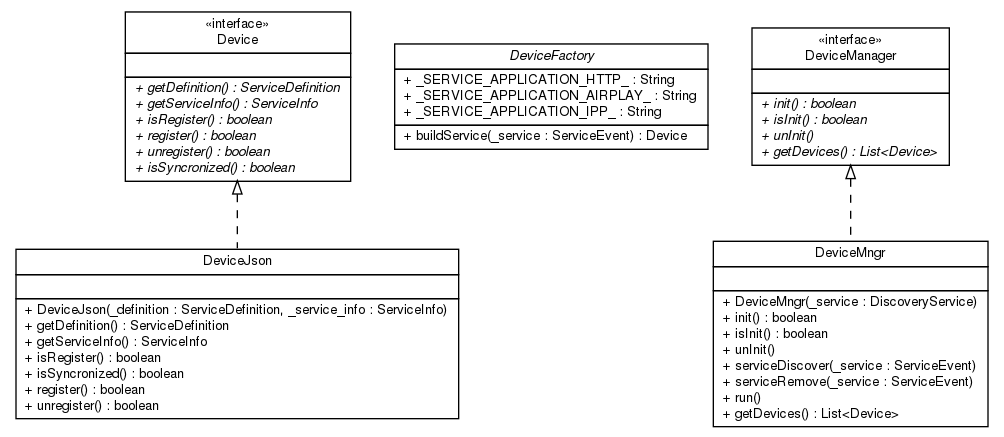 «interface»
Device
+ getDefinition() : ServiceDefinition
+ getServiceInfo() : ServiceInfo
+ isRegister() : boolean
+ register() : boolean
+ unregister() : boolean
+ isSyncronized() : boolean
DeviceFactory
+ _SERVICE_APPLICATION_HTTP_ : String
+ _SERVICE_APPLICATION_AIRPLAY_ : String
+ _SERVICE_APPLICATION_IPP_ : String
+ buildService(_service : ServiceEvent) : Device
«interface»
DeviceManager
+ init() : boolean
+ isInit() : boolean
+ unInit()
+ getDevices() : List<Device>
DeviceJson
+ DeviceJson(_definition : ServiceDefinition, _service_info : ServiceInfo)
+ getDefinition() : ServiceDefinition
+ getServiceInfo() : ServiceInfo
+ isRegister() : boolean
+ isSyncronized() : boolean
+ register() : boolean
+ unregister() : boolean
DeviceMngr
+ DeviceMngr(_service : DiscoveryService)
+ init() : boolean
+ isInit() : boolean
+ unInit()
+ serviceDiscover(_service : ServiceEvent)
+ serviceRemove(_service : ServiceEvent)
+ run()
+ getDevices() : List<Device>